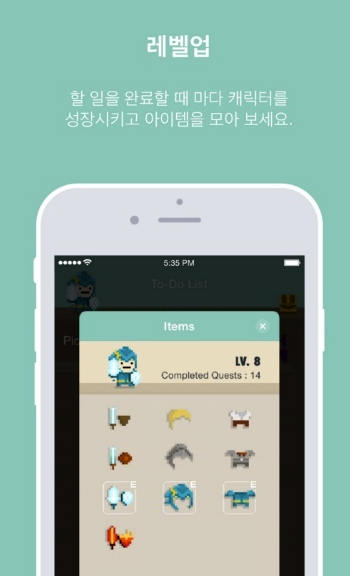 레벨업
할 일을 완료할 때 마다 캐릭터를
성장시키고 아이템을 모아 보세요.
5:35 PM
To-Do List
Items
LV. 8
Completed Quests : 14
E E E